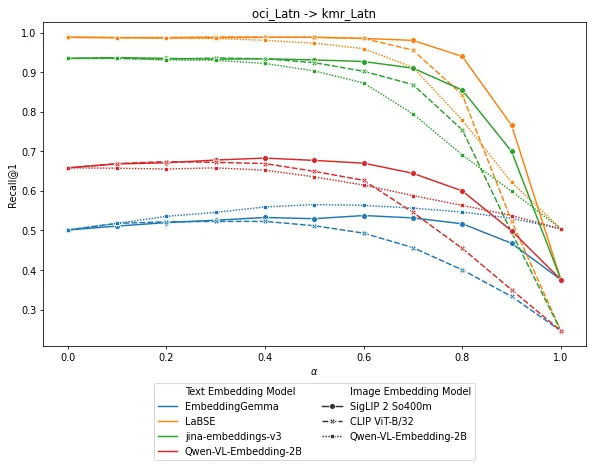 oci_Latn -> kmr_Latn
1.0
0.9
0.8
0.7
0.6
0.5
0.4
0.3
Recall@1
0.0 0.2 0.4 0.6 0.8 1.0
α
Text Embedding Model Image Embedding Model
EmbeddingGemma SigLIP 2 So400m
LaBSE CLIP ViT-B/32
jina-embeddings-v3 Qwen-VL-Embedding-2B
Qwen-VL-Embedding-2B